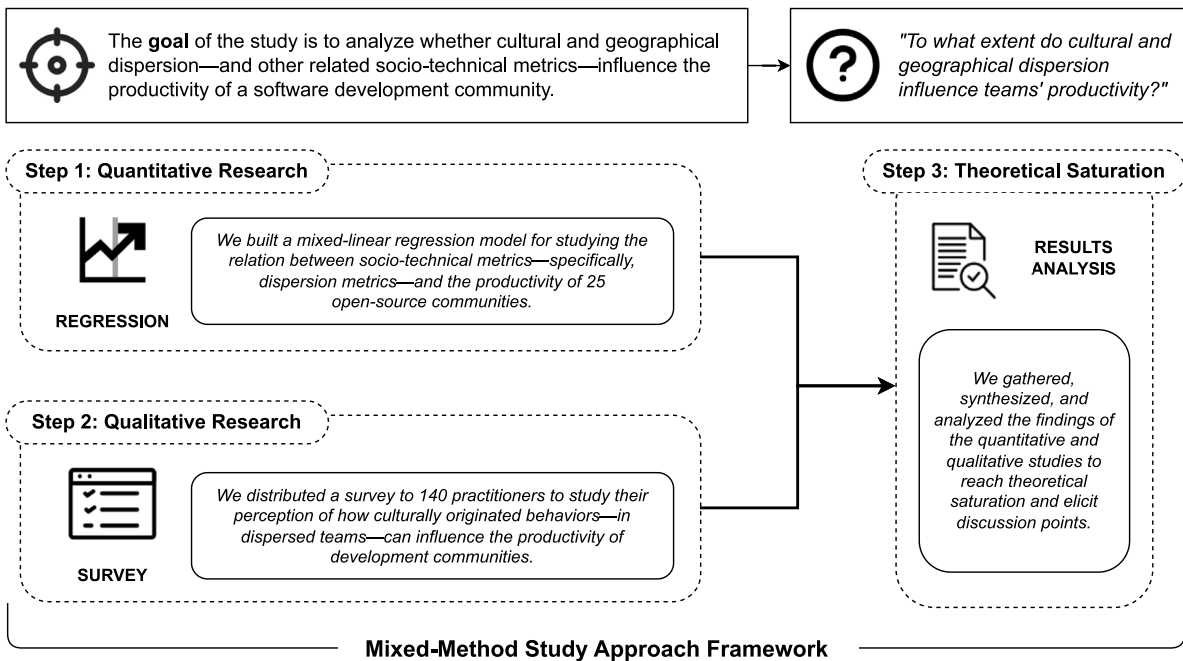 The goal of the study is to analyze whether cultural and geographical
dispersion—and other related socio-technical metrics—influence the
productivity of a software development community.
"To what extent do cultural and
geographical dispersion
influence teams' productivity?"
Step 1: Quantitative Research
We built a mixed-linear regression model for studying the
relation between socio-technical metrics—specifically,
dispersion metrics—and the productivity of 25
open-source communities.
REGRESSION
Step 2: Qualitative Research
We distributed a survey to 140 practitioners to study their
perception of how culturally originated behaviors—in
dispersed teams—can influence the productivity of
development communities.
SURVEY
Step 3: Theoretical Saturation
RESULTS
ANALYSIS
We gathered,
synthesized, and
analyzed the findings of
the quantitative and
qualitative studies to
reach theoretical
saturation and elicit
discussion points.
Mixed-Method Study Approach Framework